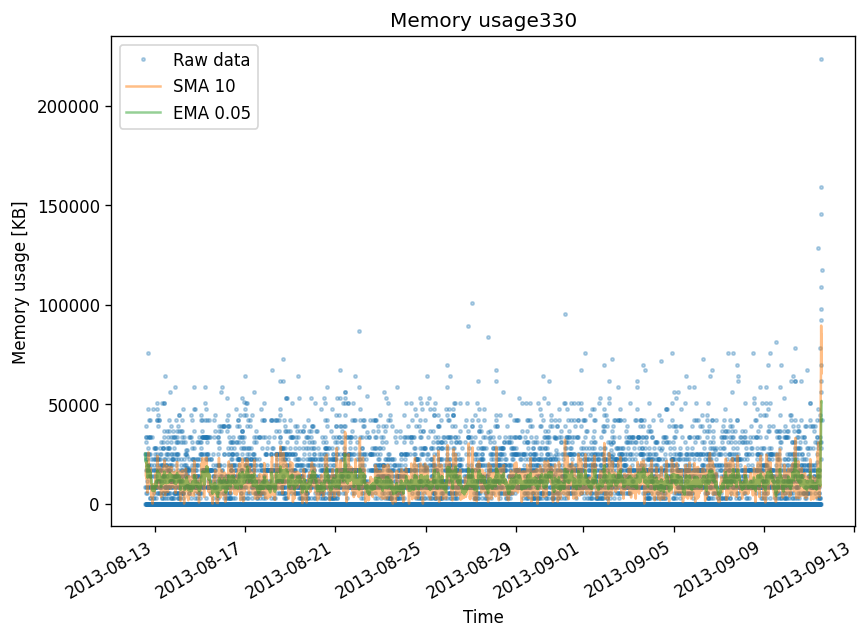 Memory usage330
Raw data
SMA 10
EMA 0.05
Memory usage [KB]
200000
150000
100000
50000
0
2013-08-13
2013-08-17
2013-08-21
2013-08-25
2013-08-29
2013-09-01
2013-09-05
2013-09-09
2013-09-13
Time